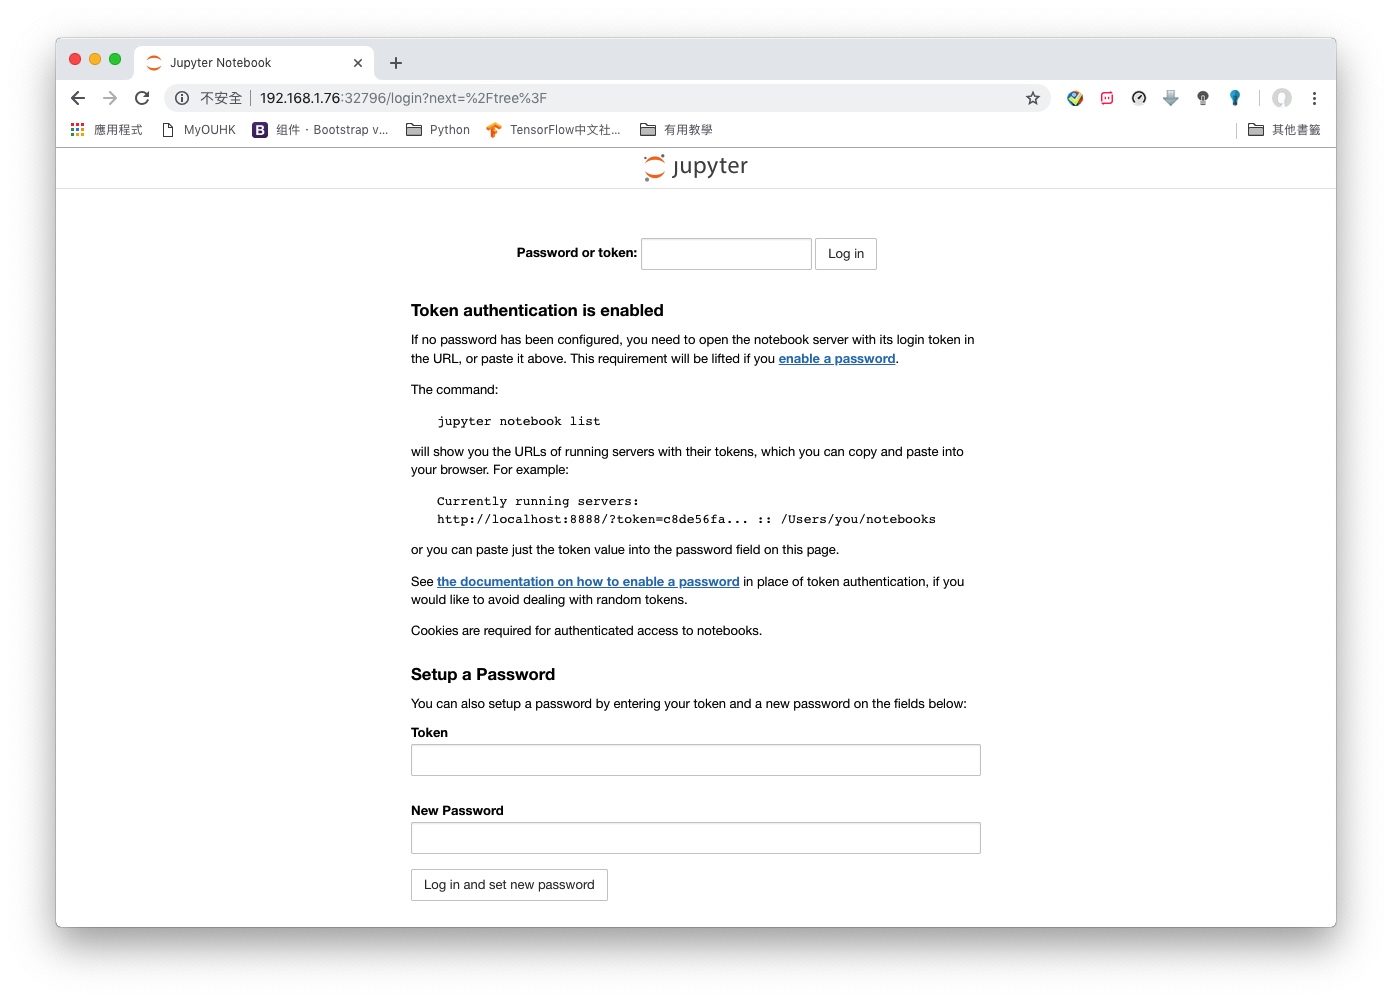 Jupyter Notebook
不安全 192.168.1.76:32796/login?next=%2Ftree%3F
應用程式 MyOUHK B 组件 · Bootstrap v... Python TensorFlow中文社... 有用教學 其他書籤
jupyter
Password or token: Log in
Token authentication is enabled
If no password has been configured, you need to open the notebook server with its login token in
the URL, or paste it above. This requirement will be lifted if you enable a password.
The command:
jupyter notebook list
will show you the URLs of running servers with their tokens, which you can copy and paste into
your browser. For example:
Currently running servers:
http://localhost:8888/?token=c8de56fa... :: /Users/you/notebooks
or you can paste just the token value into the password field on this page.
See the documentation on how to enable a password in place of token authentication, if you
would like to avoid dealing with random tokens.
Cookies are required for authenticated access to notebooks.
Setup a Password
You can also setup a password by entering your token and a new password on the fields below:
Token
New Password
Log in and set new password